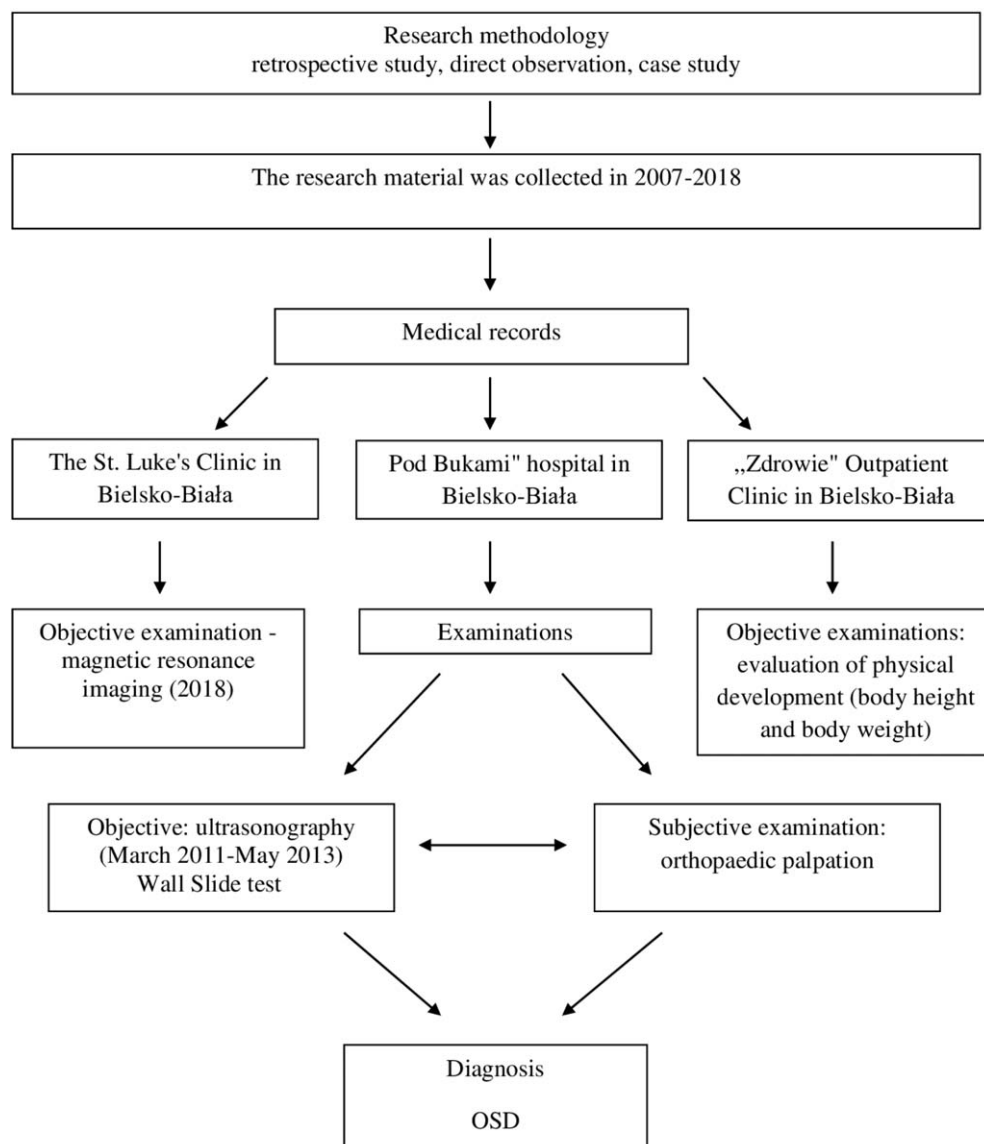 Research methodology
retrospective study, direct observation, case study
The research material was collected in 2007-2018
Medical records
The St. Luke's Clinic in
Bielsko-Biała
Pod Bukami" hospital in
Bielsko-Biała
„Zdrowie" Outpatient
Clinic in Bielsko-Biała
Objective examination -
magnetic resonance
imaging (2018)
Examinations
Objective examinations:
evaluation of physical
development (body height
and body weight)
Objective: ultrasonography
(March 2011-May 2013)
Wall Slide test
Subjective examination:
orthopaedic palpation
Diagnosis
OSD